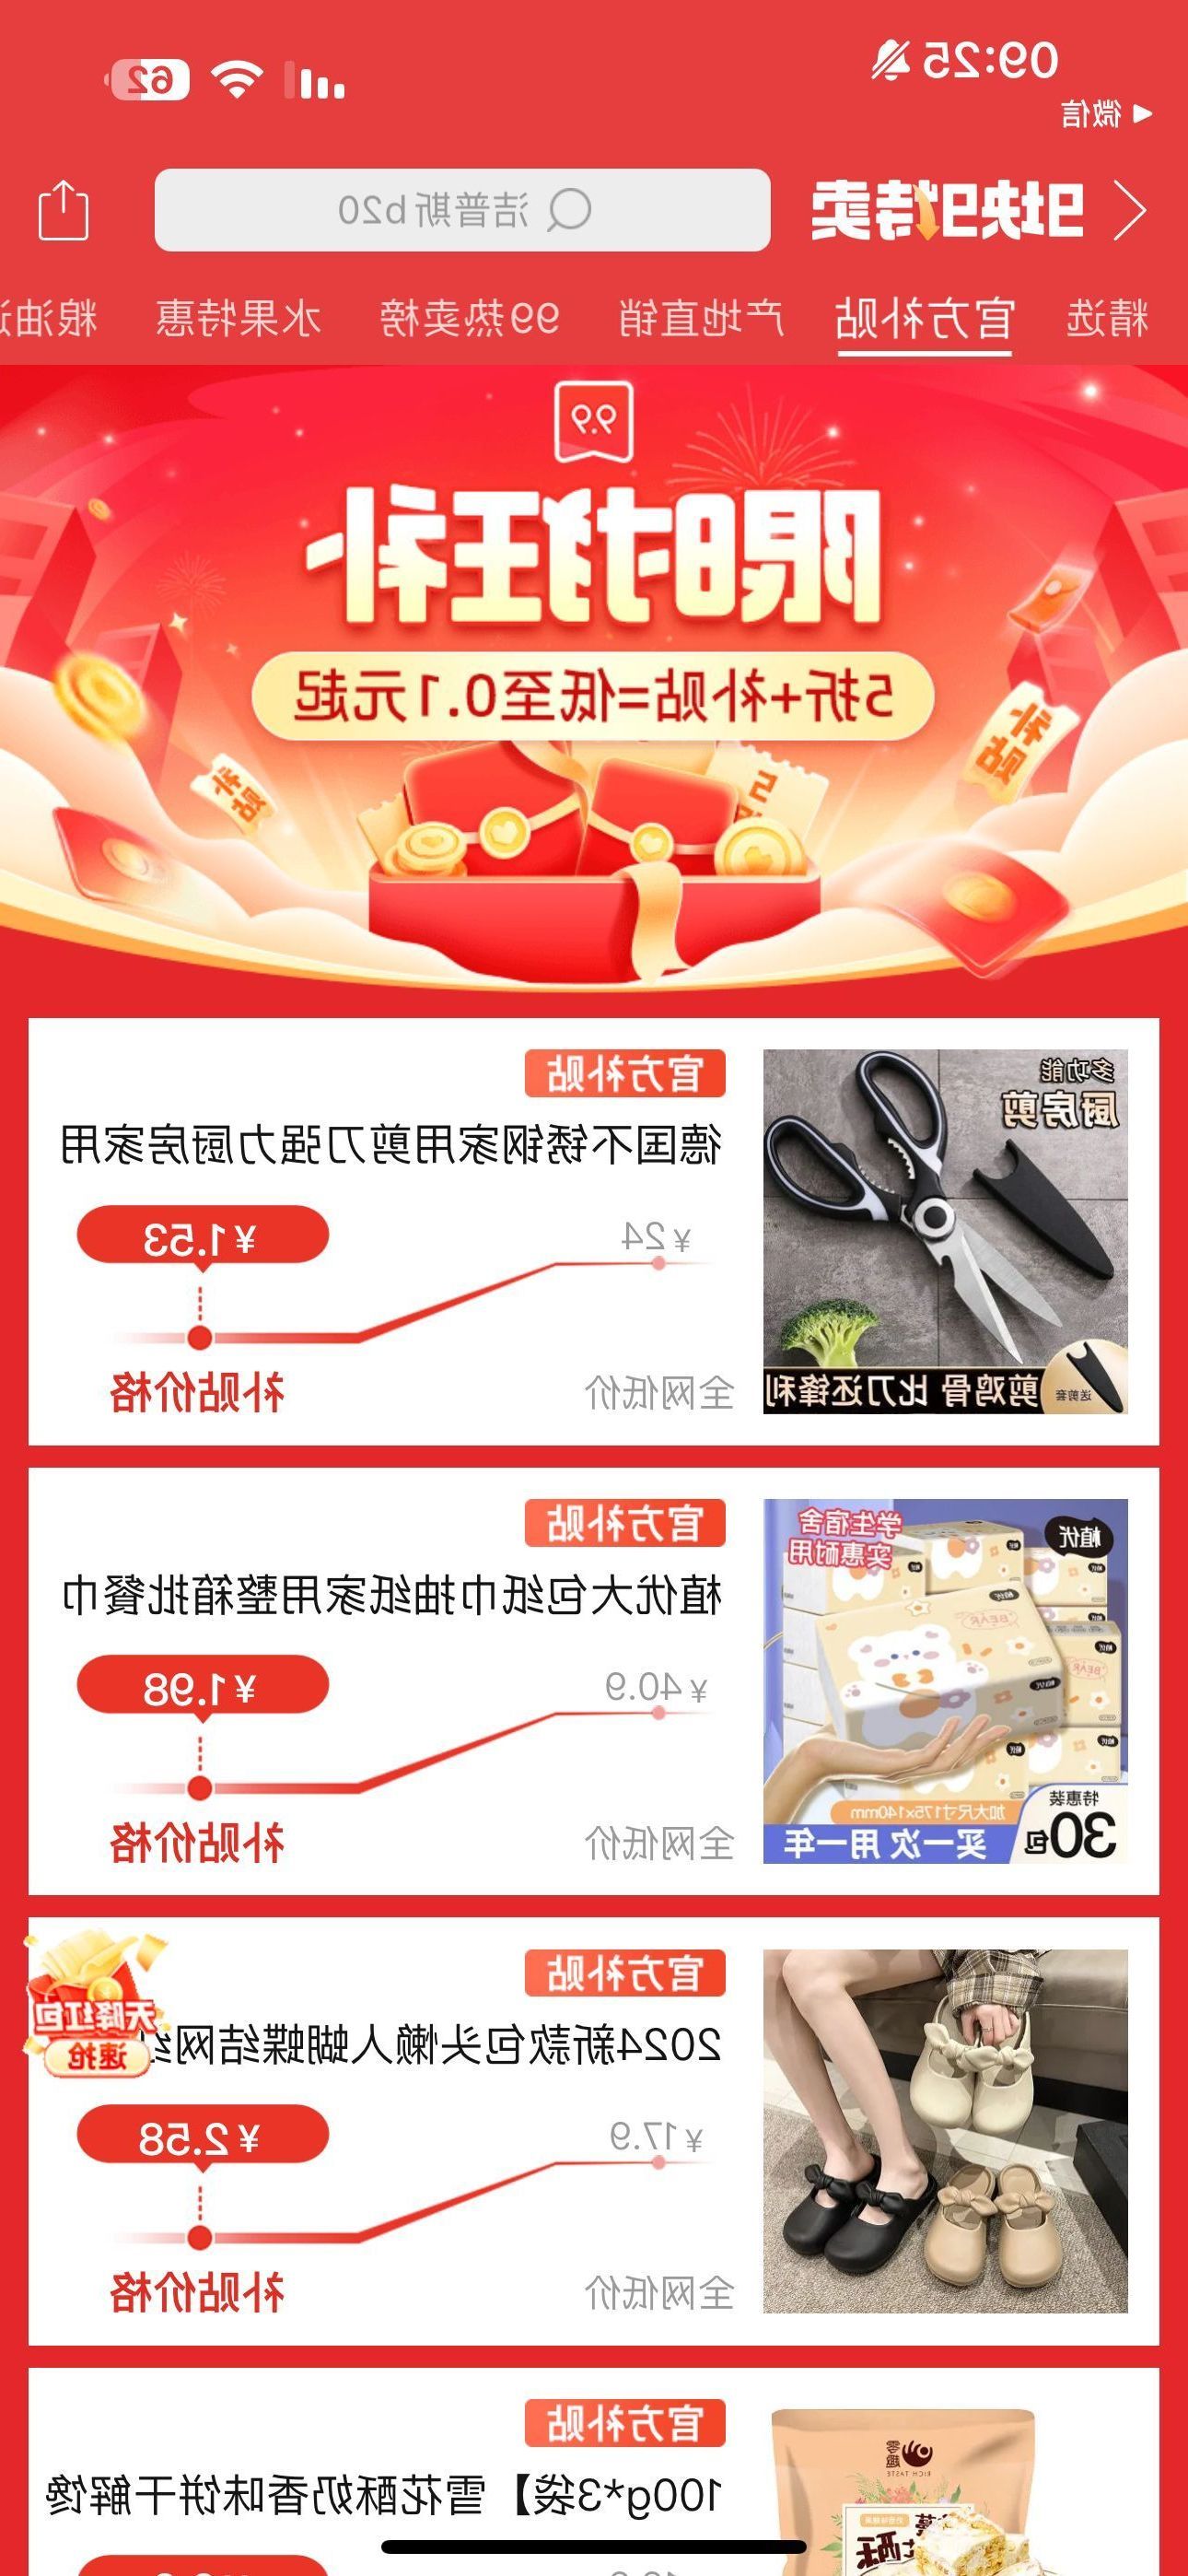 09:25
62
微信
9块9特卖
洁普斯b20
精选 官方补贴 产地直销 99热卖榜 水果特惠 粮油
9.9
限时狂补
5折+补贴=低至0.1元起
补贴
补贴
5
多功能
厨房剪
送剪套
剪鸡骨 比刀还锋利
官方补贴
德国不锈钢家用剪刀强力厨房家用
¥24
¥1.53
全网低价
补贴价格
植优
学生宿舍
实惠耐用
BEAR
BEAR
加大尺寸175×140mm
特惠装
30包
买一次 用一年
官方补贴
植优大包纸巾抽纸家用整箱批餐巾
¥40.9
¥1.98
全网低价
补贴价格
官方补贴
2024新款包头懒人蝴蝶结网
天降红包
速抢
¥17.9
¥2.58
全网低价
补贴价格
零趣
RICH TASTE
酥
官方补贴
100g*3袋】雪花酥奶香味饼干解馋